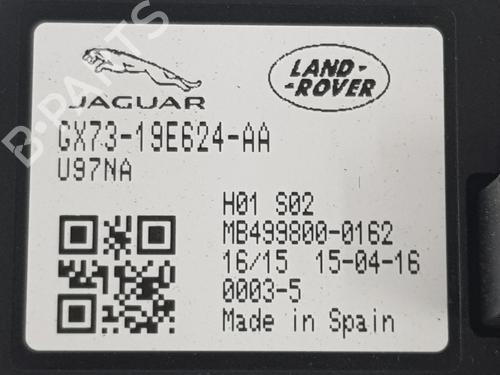 JAGUAR
LAND-
-ROVER
GX73-19E624-AA
U97NA
H01 S02
MB499800-0162
16/15 15-04-16
0003-5
Made in Spain
B-PARTS